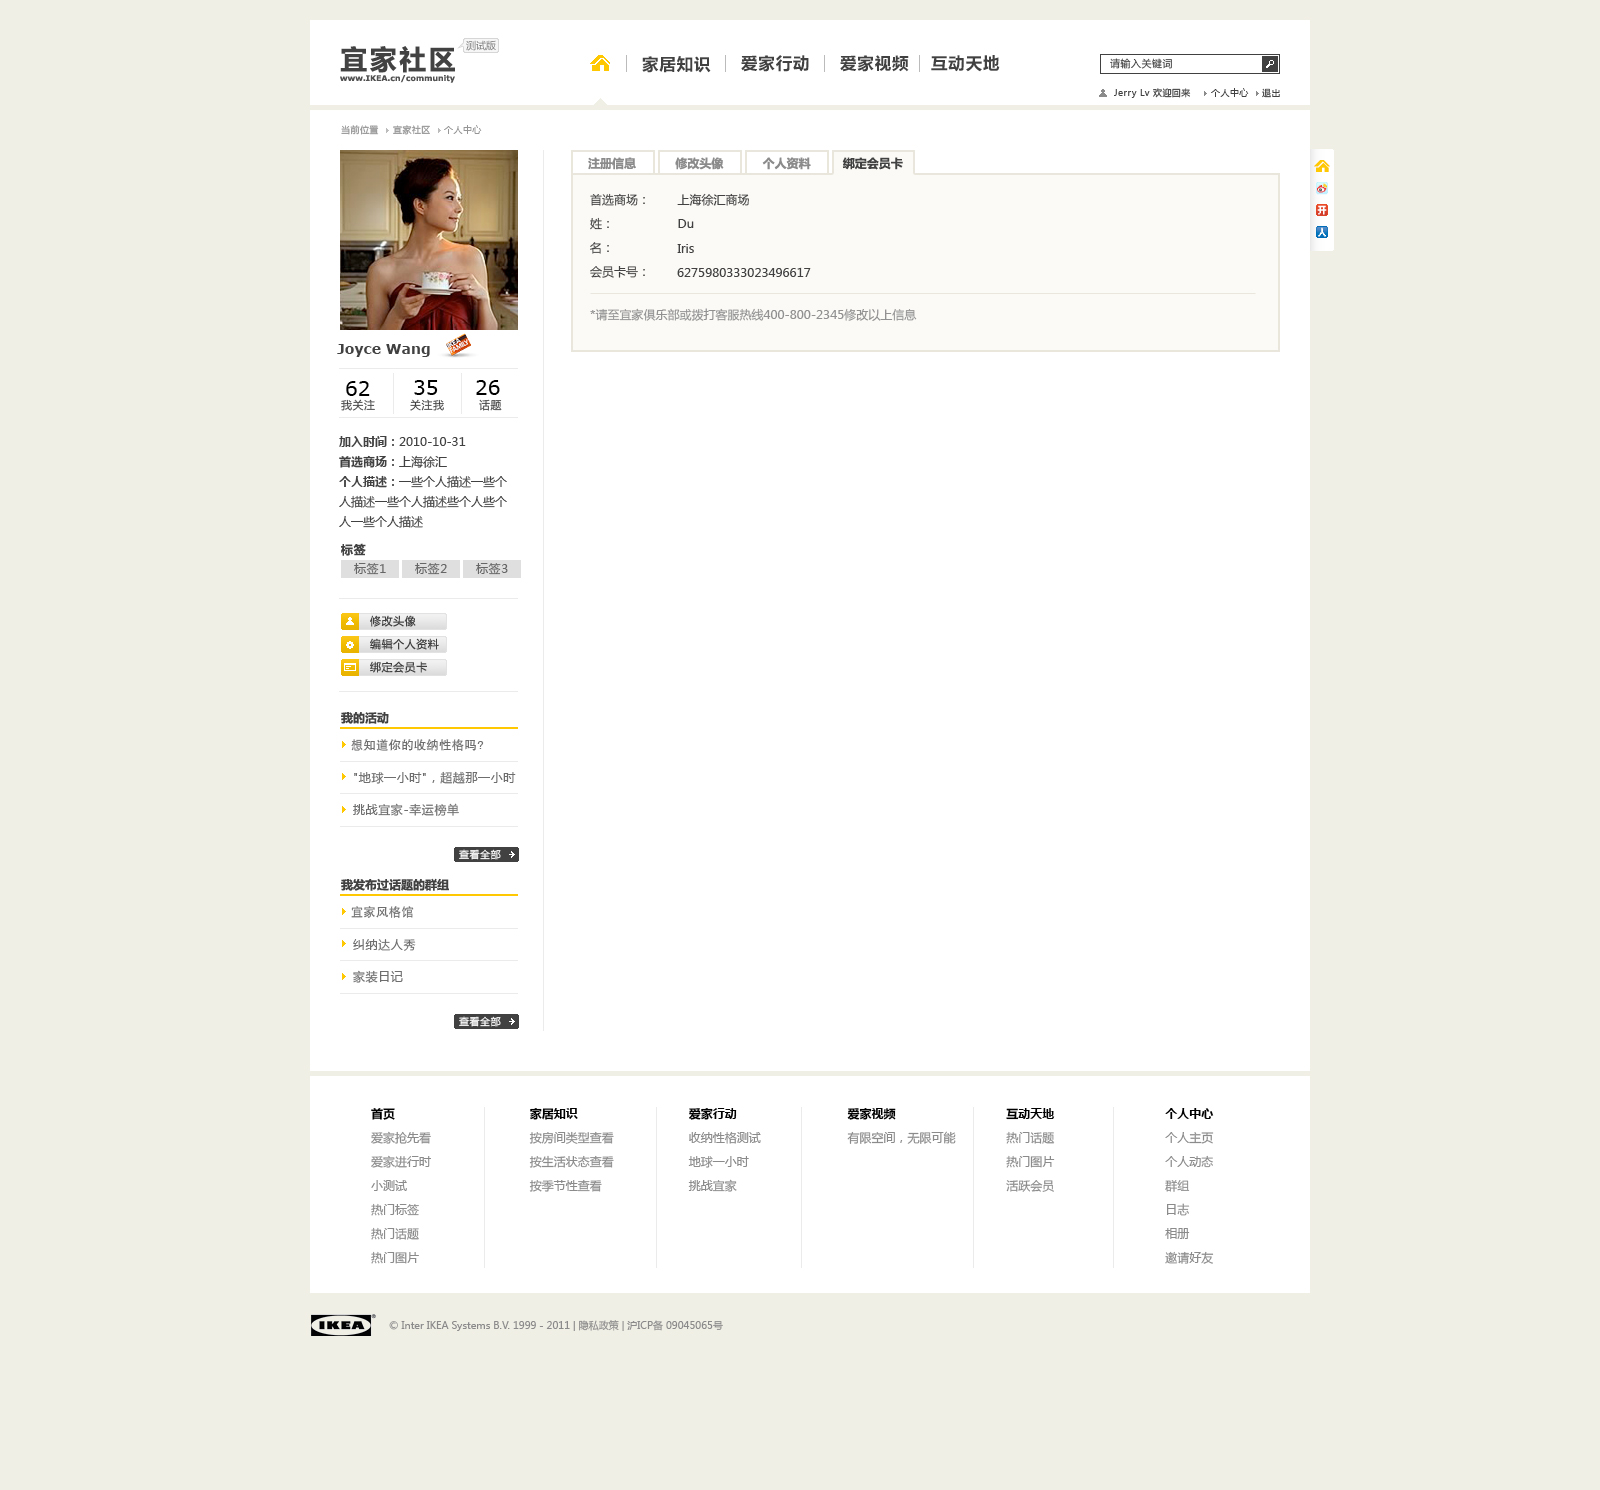 宜家社区 测试版
www.IKEA.cn/community
家居知识 爱家行动 爱家视频 互动天地
请输入关键词
Jerry Lv 欢迎回来 个人中心 退出
当前位置 宜家社区 个人中心
注册信息 修改头像 个人资料 绑定会员卡
首选商场： 上海徐汇商场
姓： Du
名： Iris
会员卡号： 6275980333023496617
*请至宜家俱乐部或拨打客服热线400-800-2345修改以上信息
开
人
Joyce Wang IKEA FAMILY
62 35 26
我关注 关注我 话题
加入时间：2010-10-31
首选商场：上海徐汇
个人描述：一些个人描述一些个
人描述一些个人描述些个人些个
人一些个人描述
标签
标签1 标签2 标签3
修改头像
编辑个人资料
绑定会员卡
我的活动
想知道你的收纳性格吗?
"地球一小时"，超越那一小时
挑战宜家-幸运榜单
查看全部
我发布过话题的群组
宜家风格馆
纠纳达人秀
家装日记
查看全部
首页 家居知识 爱家行动 爱家视频 互动天地 个人中心
爱家抢先看 按房间类型查看 收纳性格测试 有限空间，无限可能 热门话题 个人主页
爱家进行时 按生活状态查看 地球一小时 热门图片 个人动态
小测试 按季节性查看 挑战宜家 活跃会员 群组
热门标签 日志
热门话题 相册
热门图片 邀请好友
IKEA® © Inter IKEA Systems B.V. 1999 - 2011 | 隐私政策 | 沪ICP备 09045065号